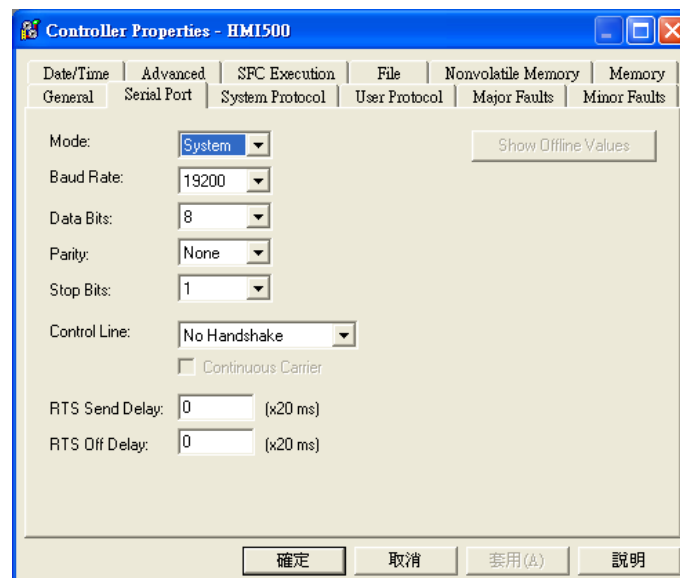 Controller Properties - HMI500
Date/Time Advanced SFC Execution File Nonvolatile Memory Memory
General Serial Port System Protocol User Protocol Major Faults Minor Faults
Mode: System Show Offline Values
Baud Rate: 19200
Data Bits: 8
Parity: None
Stop Bits: 1
Control Line: No Handshake
Continuous Carrier
RTS Send Delay: 0 (x20 ms)
RTS Off Delay: 0 (x20 ms)
確定 取消 套用(A) 說明